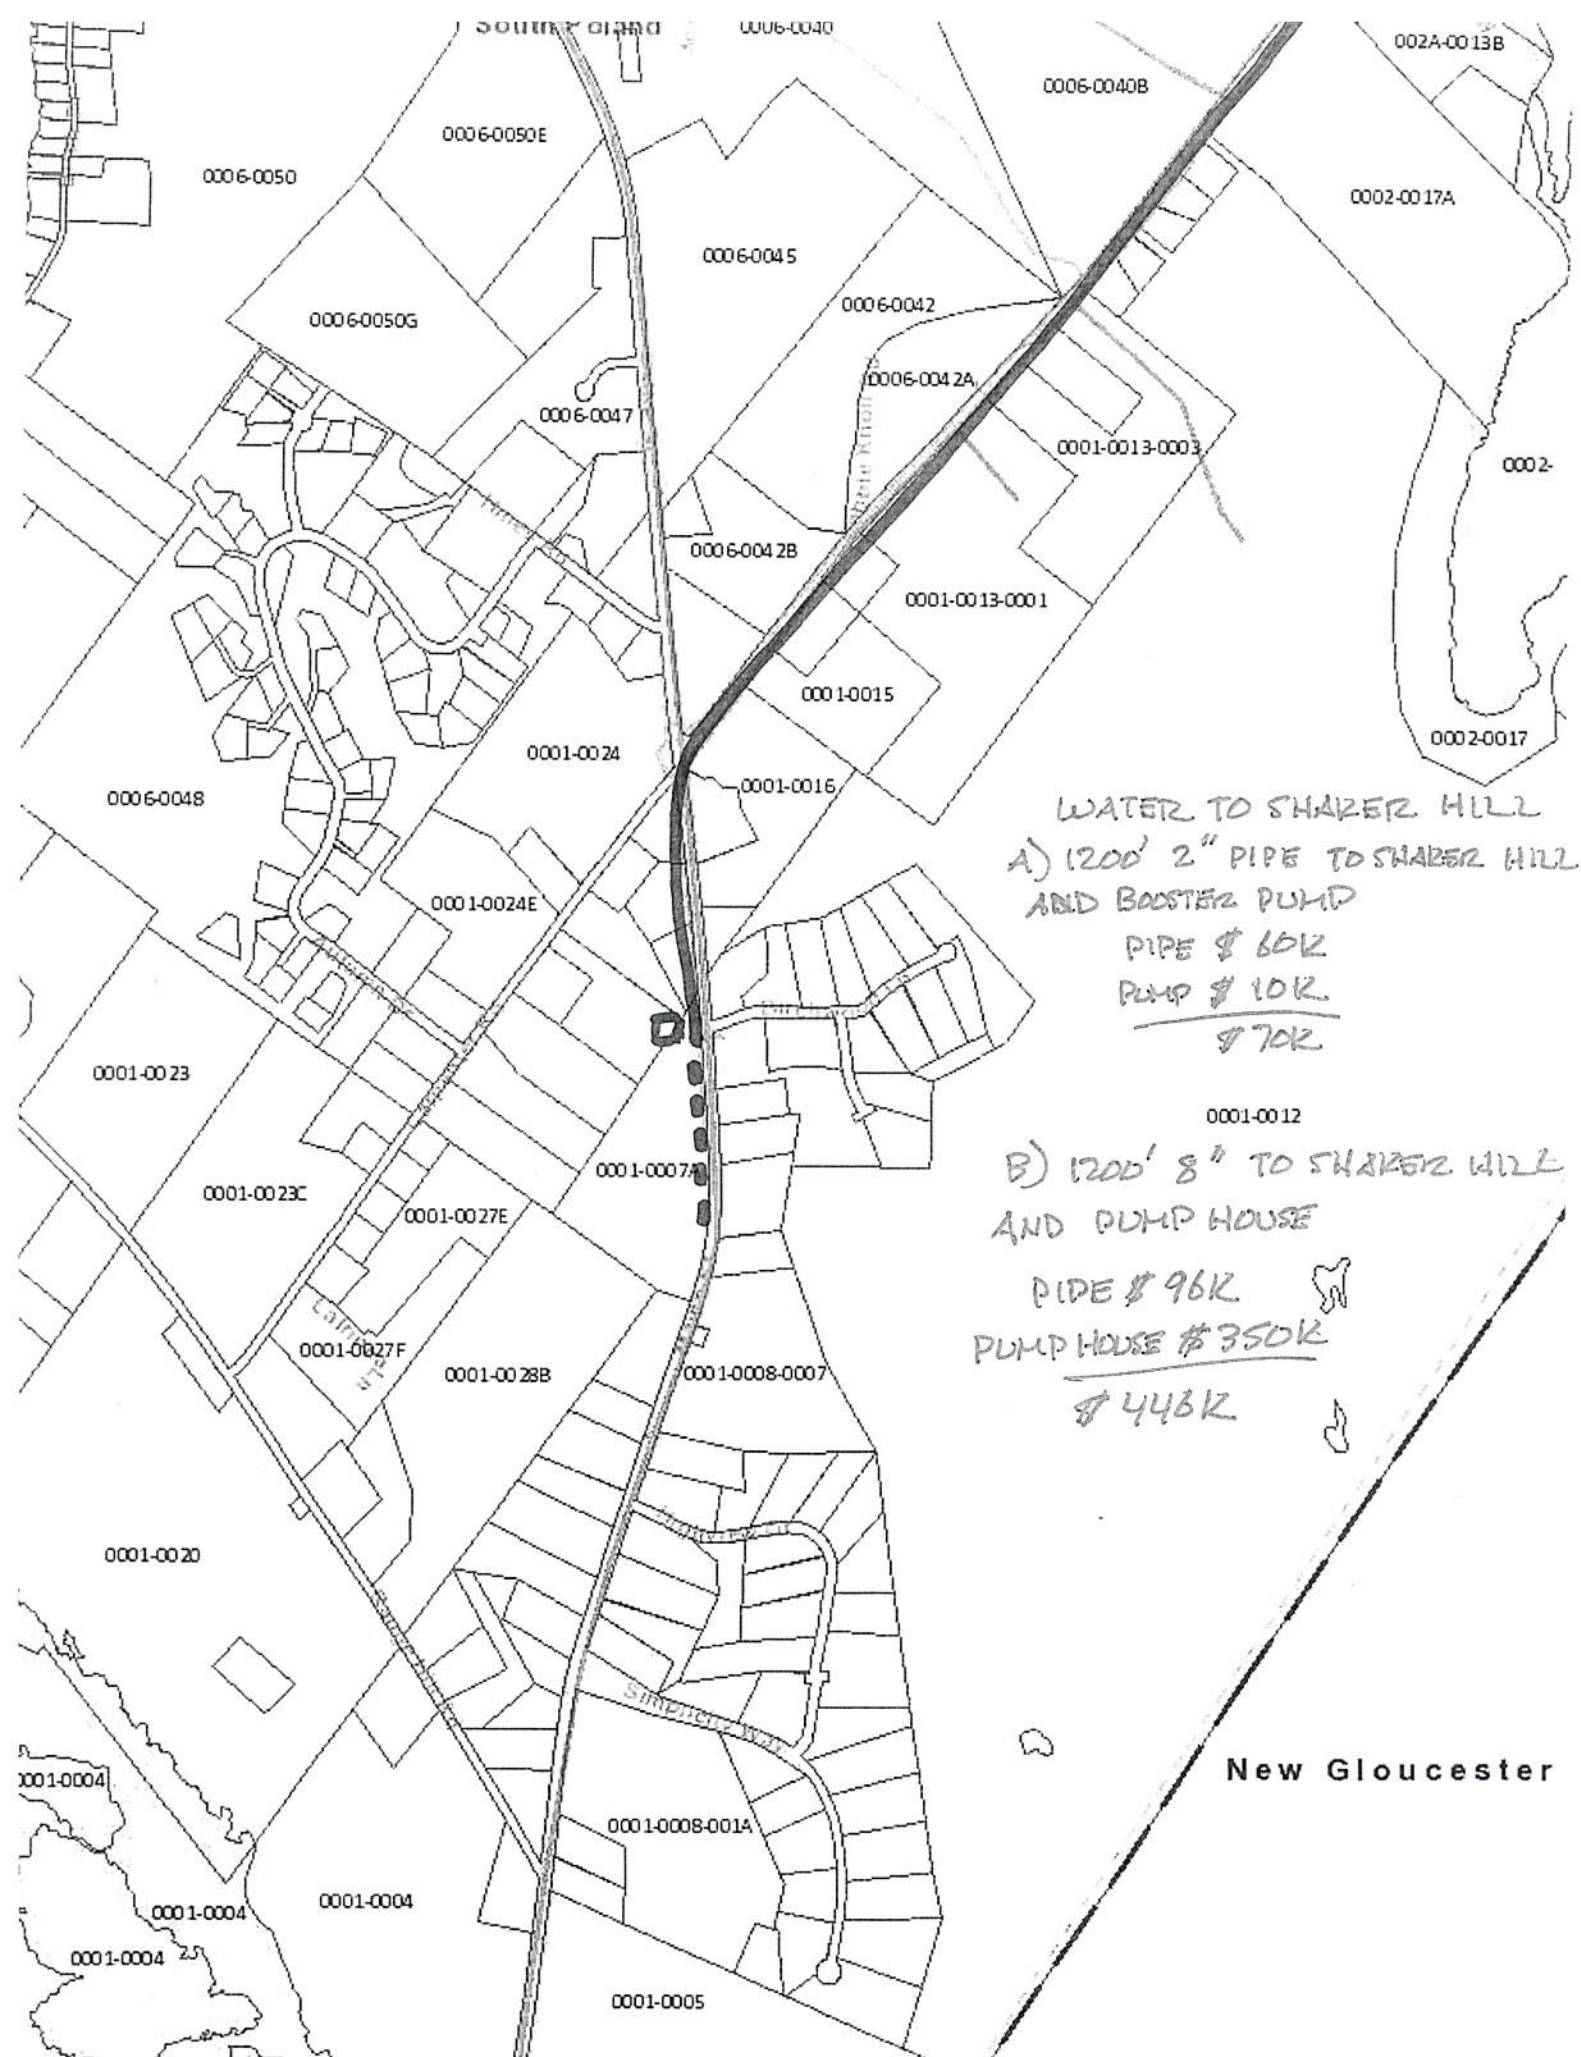 South Poland
0006-0040
002A-0013B
0006-0040B
0006-0050E
0006-0050
0002-0017A
0006-0045
0006-0042
0006-0050G
0006-0042A
0006-0047
0001-0013-0003
0002-
0006-0042B
0001-0013-0001
0001-0015
0002-0017
0001-0024
0001-0016
0006-0048
WATER TO SHAKER HILL
A) 1200' 2" PIPE TO SHAKER HILL
AND BOOSTER PUMP
PIPE $ 60K
PUMP $ 10K
$ 70K
0001-0024E
0001-0023
0001-0012
0001-0007A
B) 1200' 8" TO SHAKER HILL
AND PUMP HOUSE
PIPE $ 96K
PUMP HOUSE $ 350K
$ 446K
0001-0023C
0001-0027E
0001-0027F
0001-0028B
0001-0008-0007
0001-0020
Simplicity Way
New Gloucester
0001-0004
0001-0008-001A
0001-0004
0001-0004
0001-0004
0001-0005